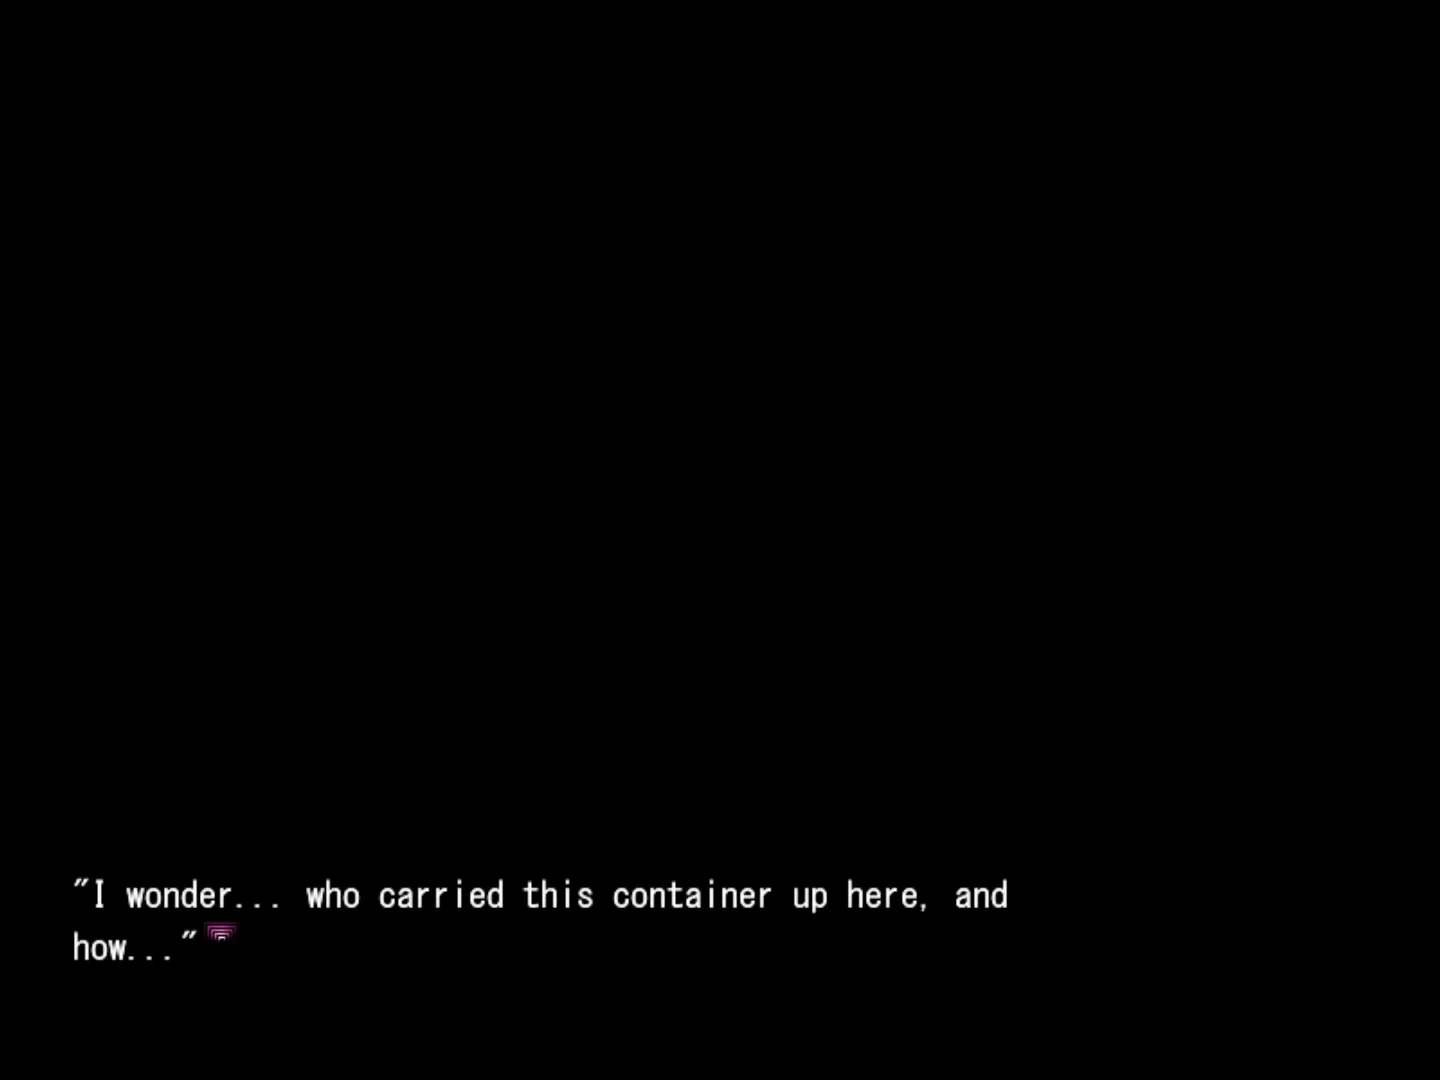 "I wonder... who carried this container up here, and
how..."